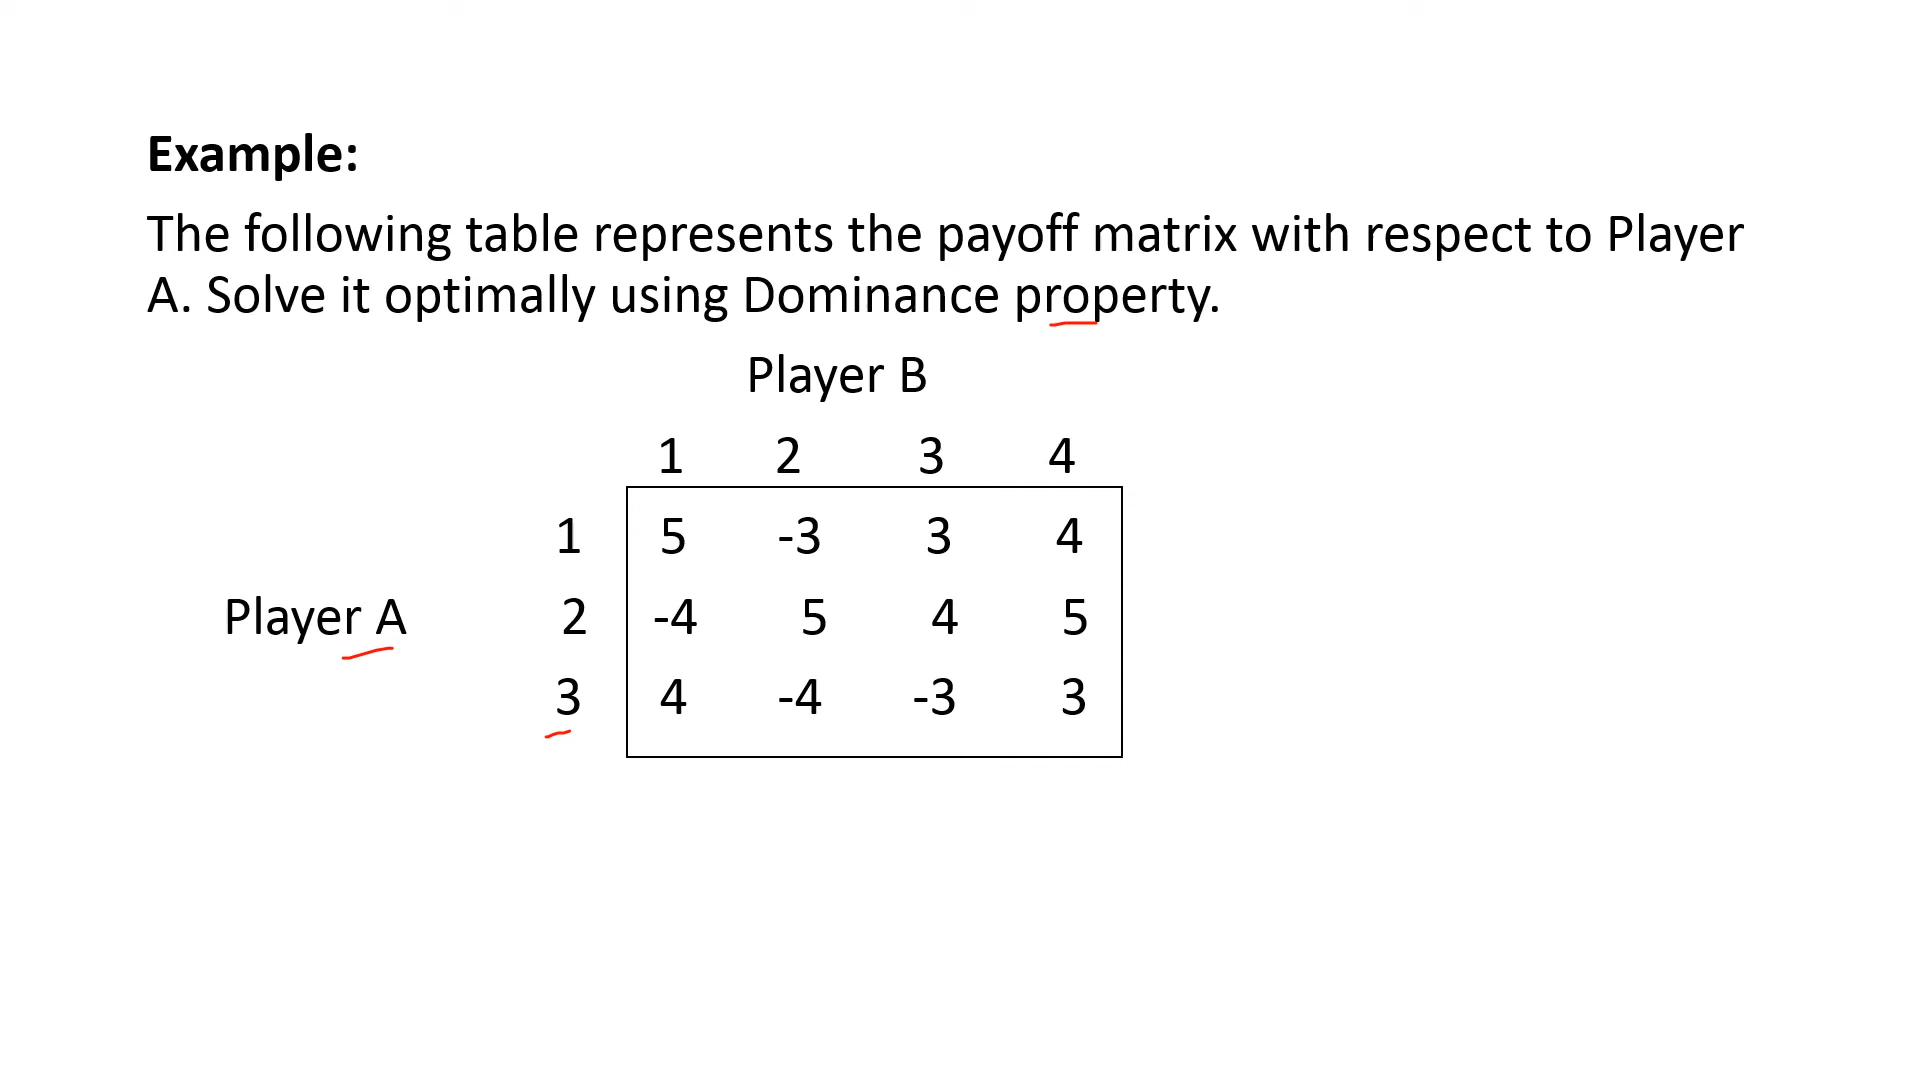 Example:
The following table represents the payoff matrix with respect to Player
A. Solve it optimally using Dominance property.
Player B
1 2 3 4
1 5 -3 3 4
Player A 2 -4 5 4 5
3 4 -4 -3 3